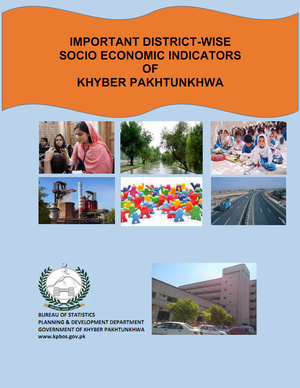 IMPORTANT DISTRICT-WISE
SOCIO ECONOMIC INDICATORS
OF
KHYBER PAKHTUNKHWA
BUREAU OF STATISTICS
PLANNING & DEVELOPMENT DEPARTMENT
GOVERNMENT OF KHYBER PAKHTUNKHWA
www.kpbos.gov.pk